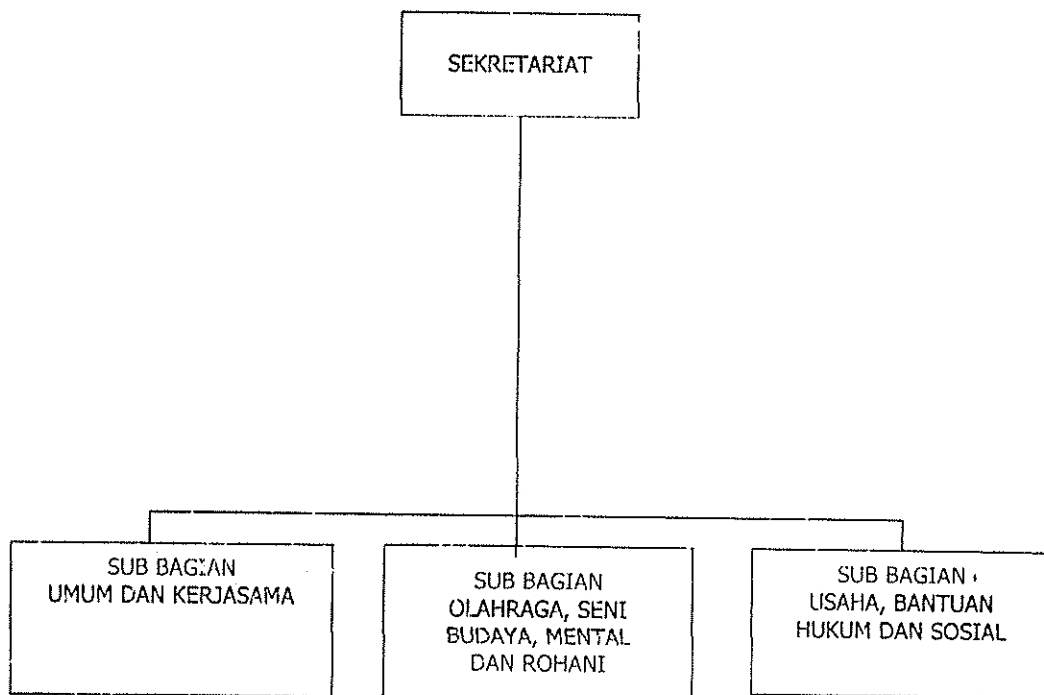 SEKRETARIAT
SUB BAGIAN
UMUM DAN KERJASAMA
SUB BAGIAN
OLAHRAGA, SENI
BUDAYA, MENTAL
DAN ROHANI
SUB BAGIAN
USAHA, BANTUAN
HUKUM DAN SOSIAL